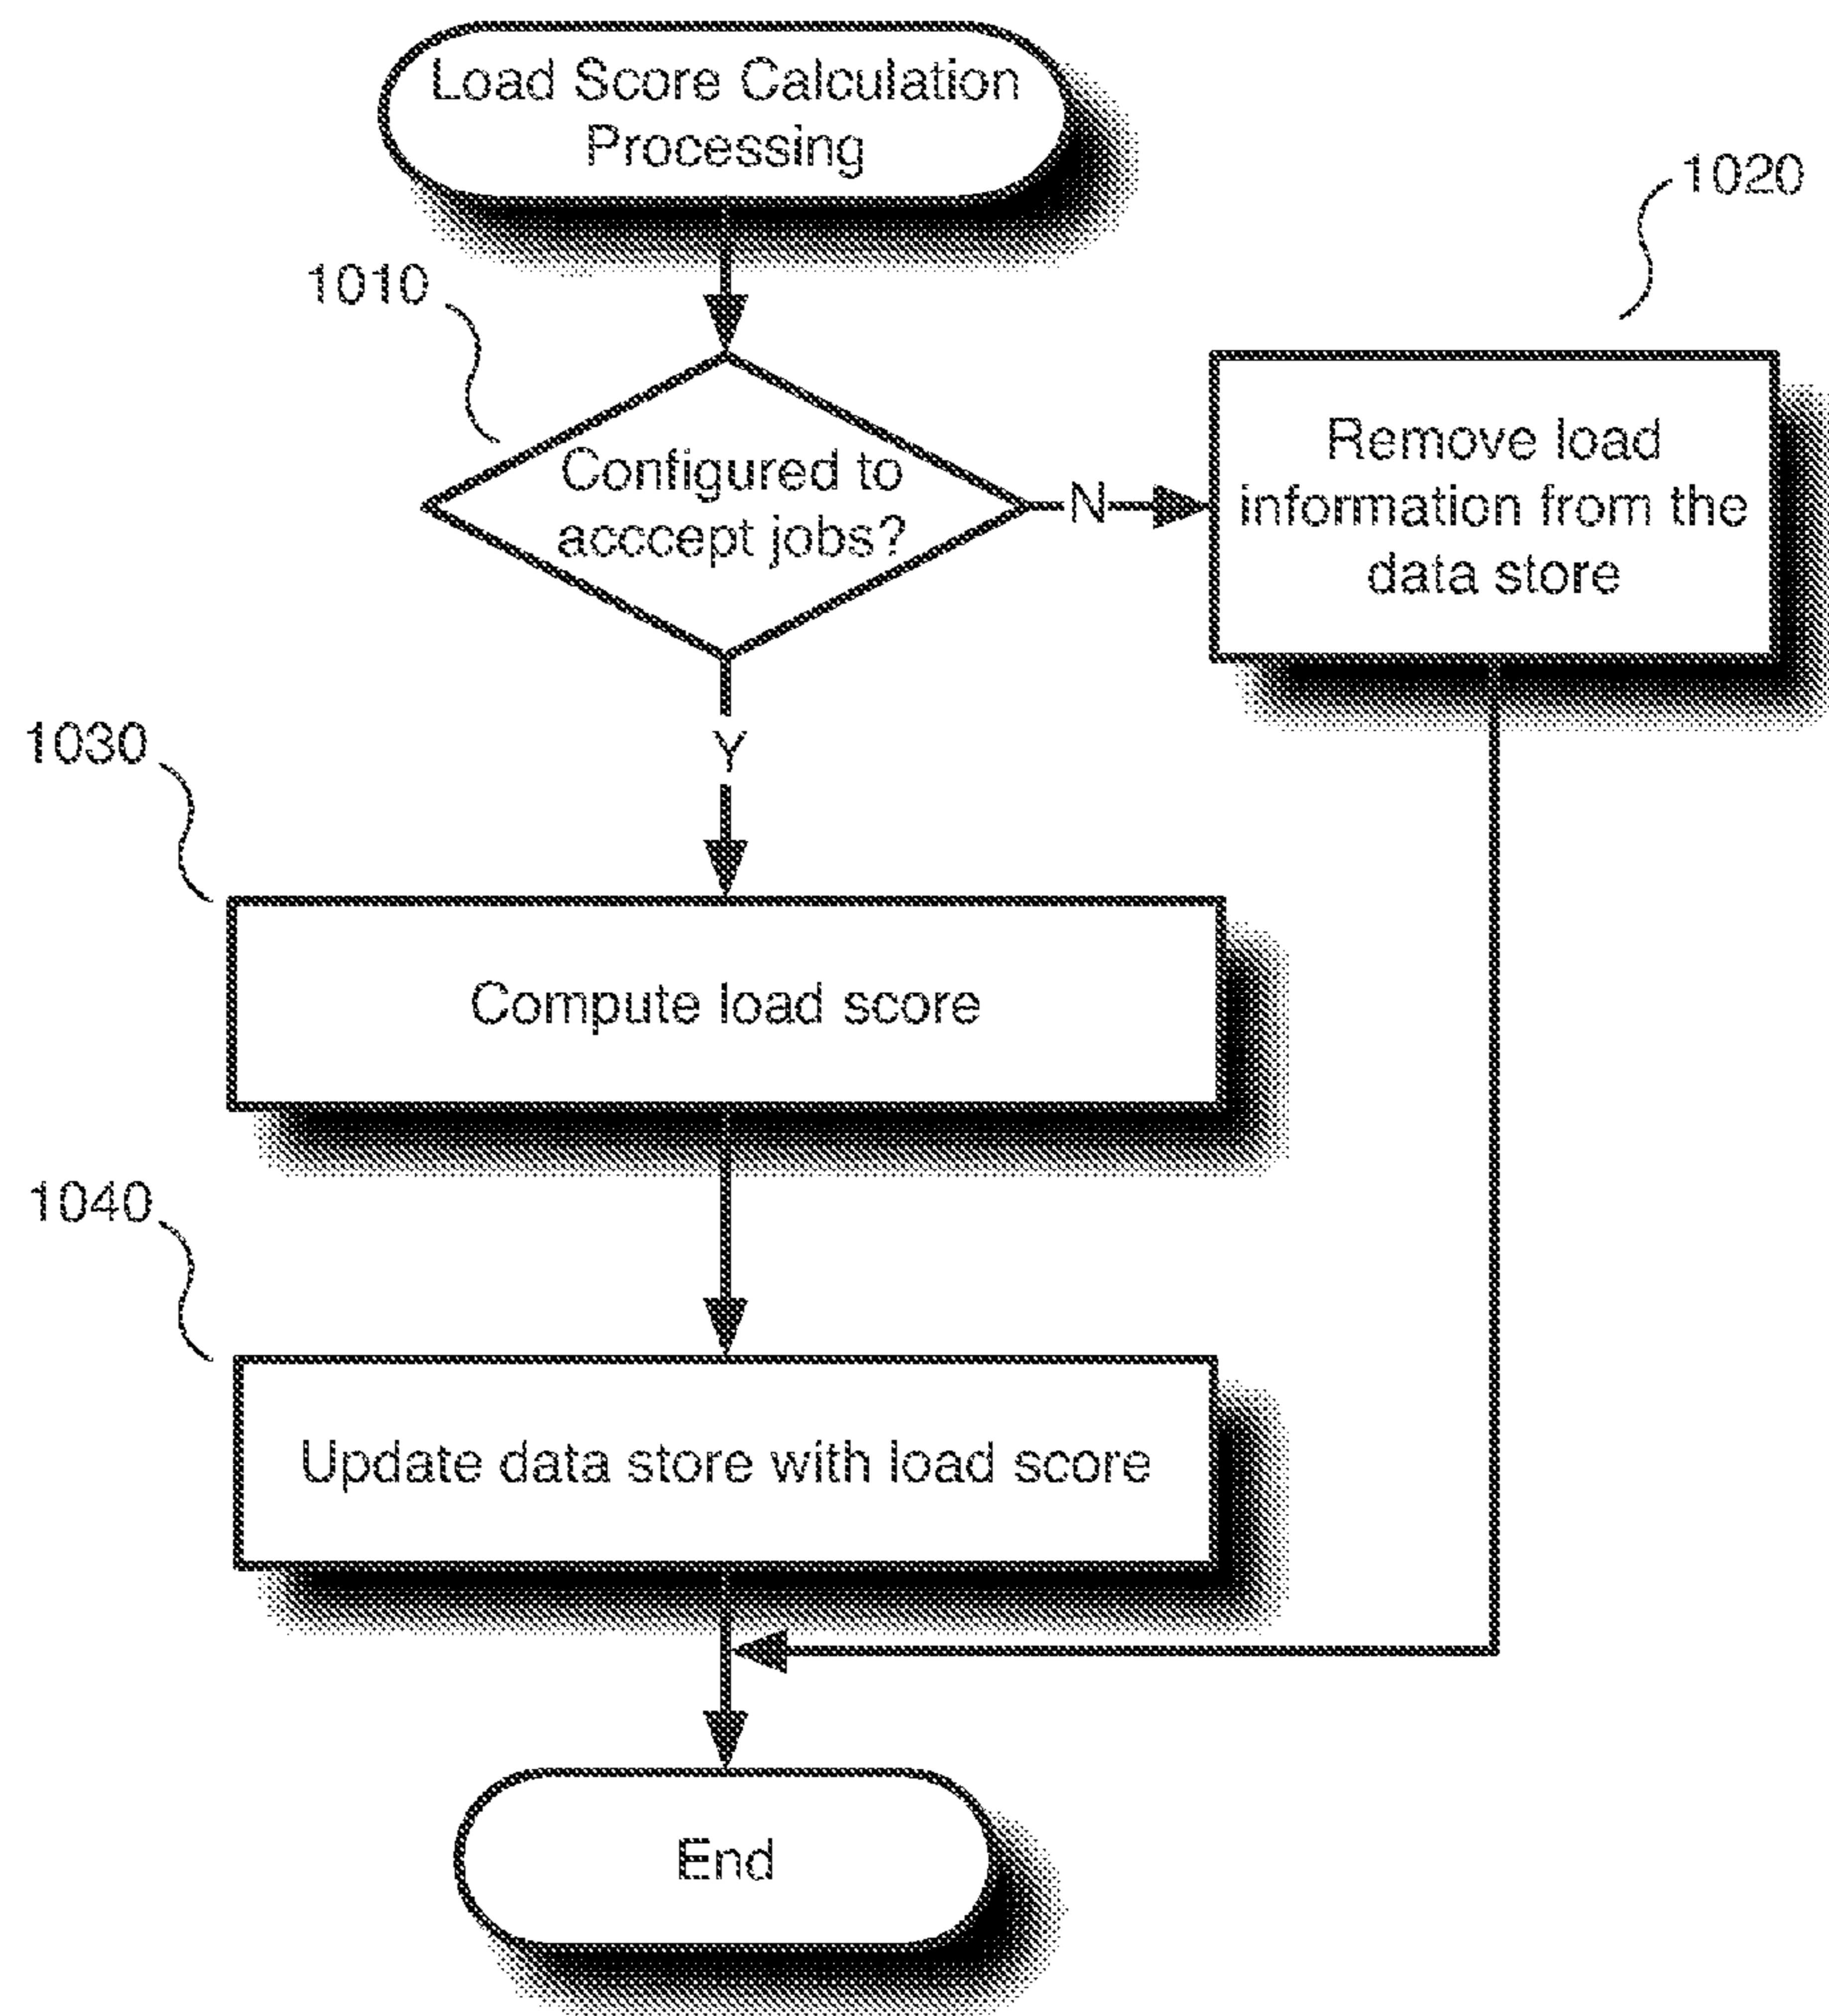 Load Score Calculation
Processing
1020
1010
Configured to
acccept jobs?
N
Remove load
information from the
data store
Y
1030
Compute load score
1040
Update data store with load score
End